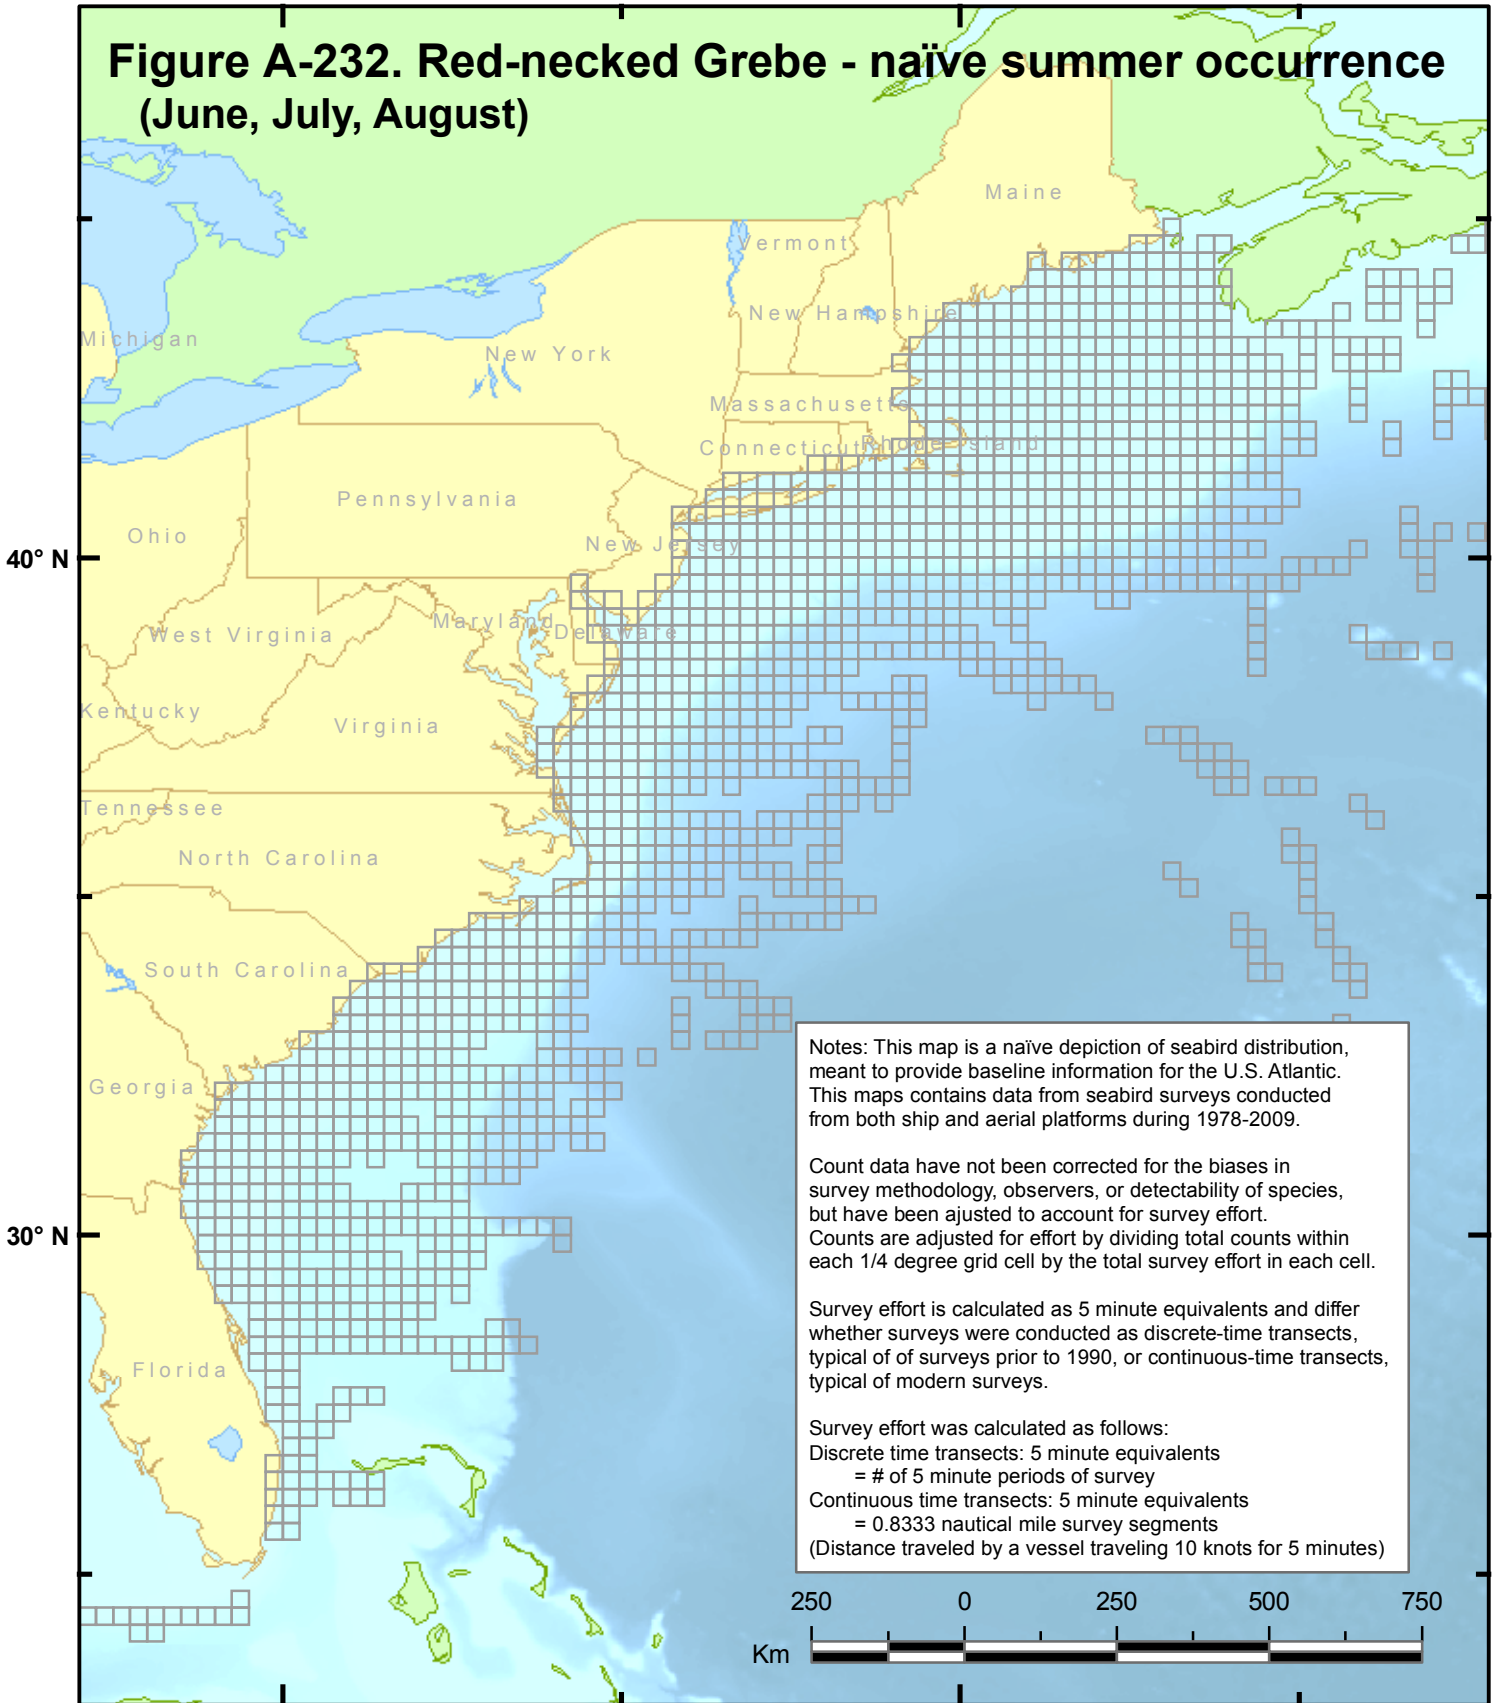 Figure A-232. Red-necked Grebe - naïve summer occurrence
(June, July, August)
Maine
Vermont
New Hampshire
Michigan
New York
Massachusetts
Connecticut
Rhode Island
Pennsylvania
Ohio
New Jersey
40° N
Maryland
Delaware
West Virginia
Kentucky
Virginia
Tennessee
North Carolina
South Carolina
Georgia
30° N
Florida
Notes: This map is a naïve depiction of seabird distribution,
meant to provide baseline information for the U.S. Atlantic.
This maps contains data from seabird surveys conducted
from both ship and aerial platforms during 1978-2009.
Count data have not been corrected for the biases in
survey methodology, observers, or detectability of species,
but have been ajusted to account for survey effort.
Counts are adjusted for effort by dividing total counts within
each 1/4 degree grid cell by the total survey effort in each cell.
Survey effort is calculated as 5 minute equivalents and differ
whether surveys were conducted as discrete-time transects,
typical of of surveys prior to 1990, or continuous-time transects,
typical of modern surveys.
Survey effort was calculated as follows:
Discrete time transects: 5 minute equivalents
= # of 5 minute periods of survey
Continuous time transects: 5 minute equivalents
= 0.8333 nautical mile survey segments
(Distance traveled by a vessel traveling 10 knots for 5 minutes)
250 0 250 500 750
Km